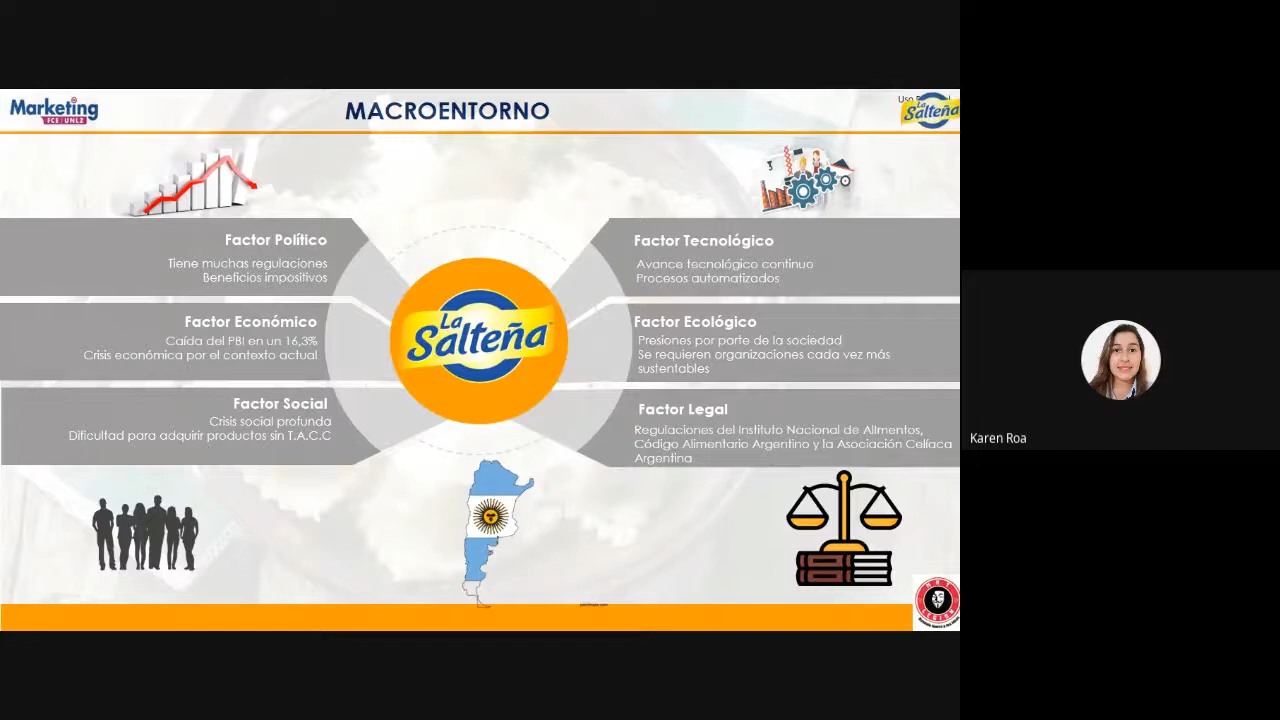 Marketing
FCE | UNLZ
MACROENTORNO
La
Salteña
Factor Político
Tiene muchas regulaciones
Beneficios impositivos
Factor Económico
Caída del PBI en un 16,3%
Crisis económica por el contexto actual
Factor Social
Crisis social profunda
Dificultad para adquirir productos sin T.A.C.C
La
Salteña
Factor Tecnológico
Avance tecnológico continuo
Procesos automatizados
Factor Ecológico
Presiones por parte de la sociedad
Se requieren organizaciones cada vez más
sustentables
Factor Legal
Regulaciones del Instituto Nacional de Alimentos,
Código Alimentario Argentino y la Asociación Celíaca
Argentina
Karen Roa